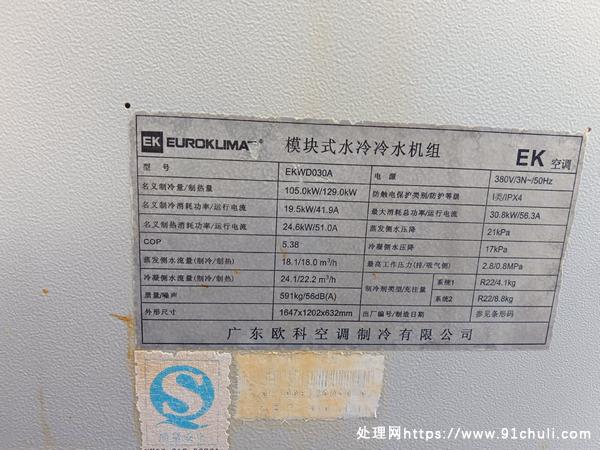 EK EUROKLIMA 模块式水冷冷水机组 EK 空调
型号 EKWD030A 电源 380V/3N~/50Hz
名义制冷量/制热量 105.0kW/129.0kW 防触电保护类别/防护等级 I类/IPX4
名义制冷消耗功率/运行电流 19.5kW/41.9A 最大消耗总功率/运行电流 30.8kW/56.3A
名义制热消耗功率/运行电流 24.6kW/51.0A 蒸发侧水压降 21kPa
COP 5.38 冷凝侧水压降 17kPa
蒸发侧水流量(制冷/制热) 18.1/18.0 m³/h 最高工作压力(排/吸气侧) 2.8/0.8MPa
冷凝侧水流量(制冷/制热) 24.1/22.2 m³/h 制冷剂类型/充注量 系统1 R22/4.1kg
质量/噪声 591kg/56dB(A) 系统2 R22/8.8kg
外形尺寸 1647x1202x632mm 出厂编号/制造日期 参见条形码
广东欧科空调制冷有限公司
处理网https://www.91chuli.com/